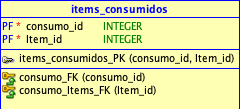 items_consumidos
PF * consumo_id INTEGER
PF * Item_id INTEGER
items_consumidos_PK (consumo_id, Item_id)
consumo_FK (consumo_id)
consumo_Items_FK (Item_id)